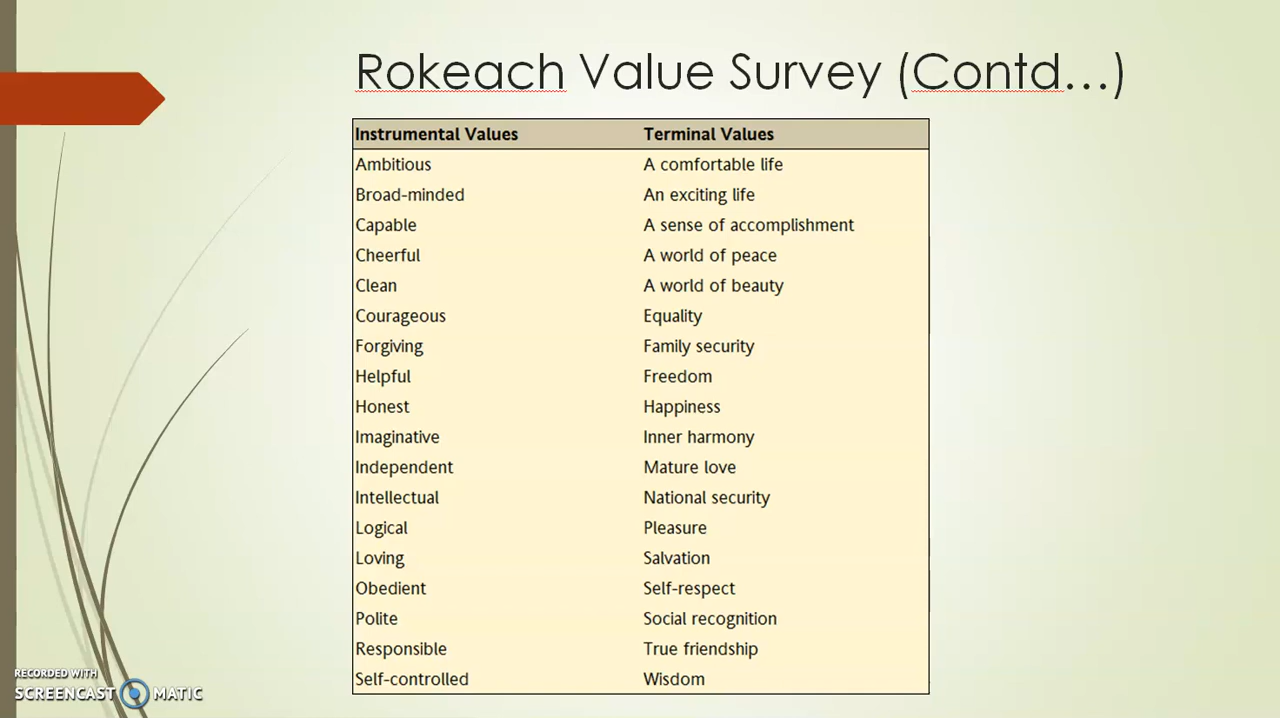 Rokeach Value Survey (Contd…)
Instrumental Values Terminal Values
Ambitious A comfortable life
Broad-minded An exciting life
Capable A sense of accomplishment
Cheerful A world of peace
Clean A world of beauty
Courageous Equality
Forgiving Family security
Helpful Freedom
Honest Happiness
Imaginative Inner harmony
Independent Mature love
Intellectual National security
Logical Pleasure
Loving Salvation
Obedient Self-respect
Polite Social recognition
Responsible True friendship
Self-controlled Wisdom
RECORDED WITH
SCREENCAST MATIC